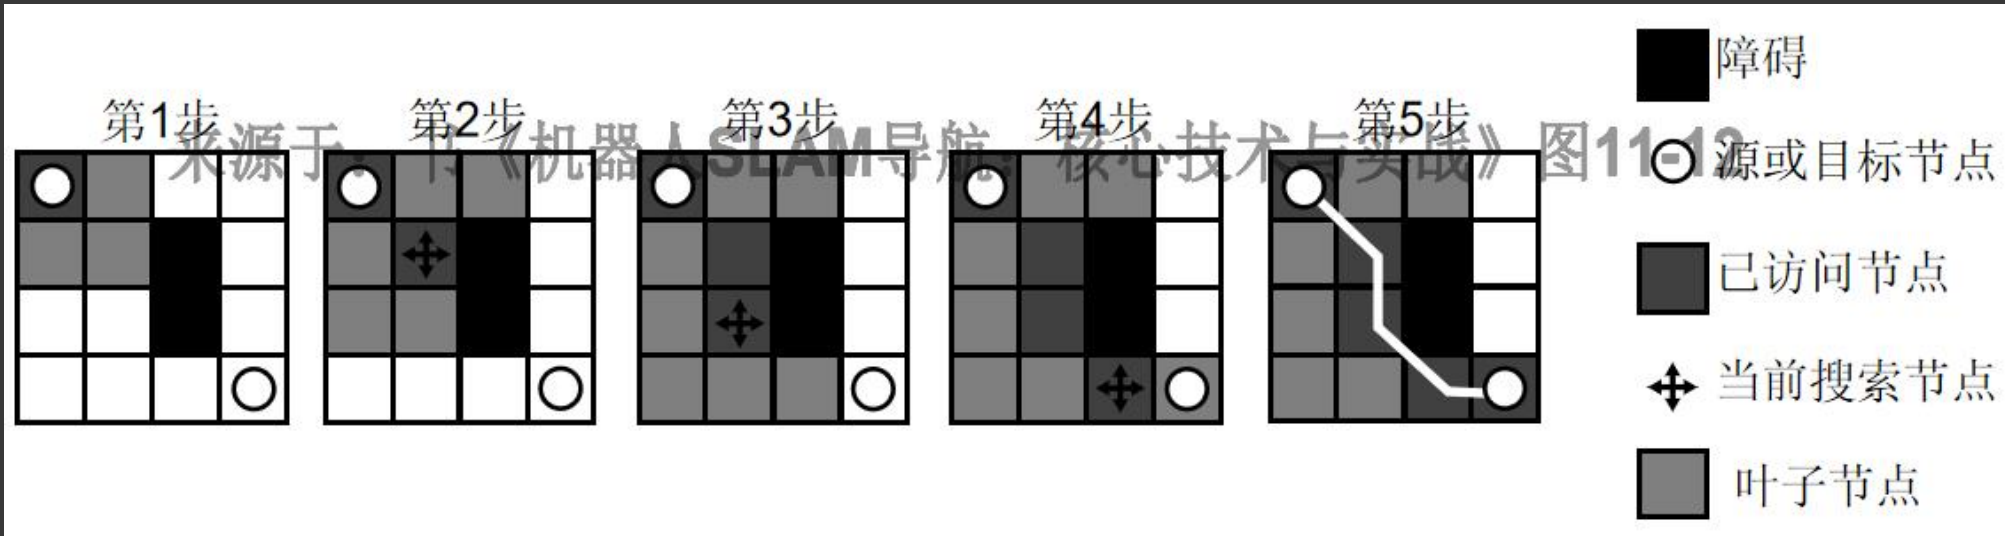 第1步
第2步
第3步
第4步
第5步
来源于：书《机器人SLAM导航：核心技术与实战》图11-12
障碍
源或目标节点
已访问节点
当前搜索节点
叶子节点